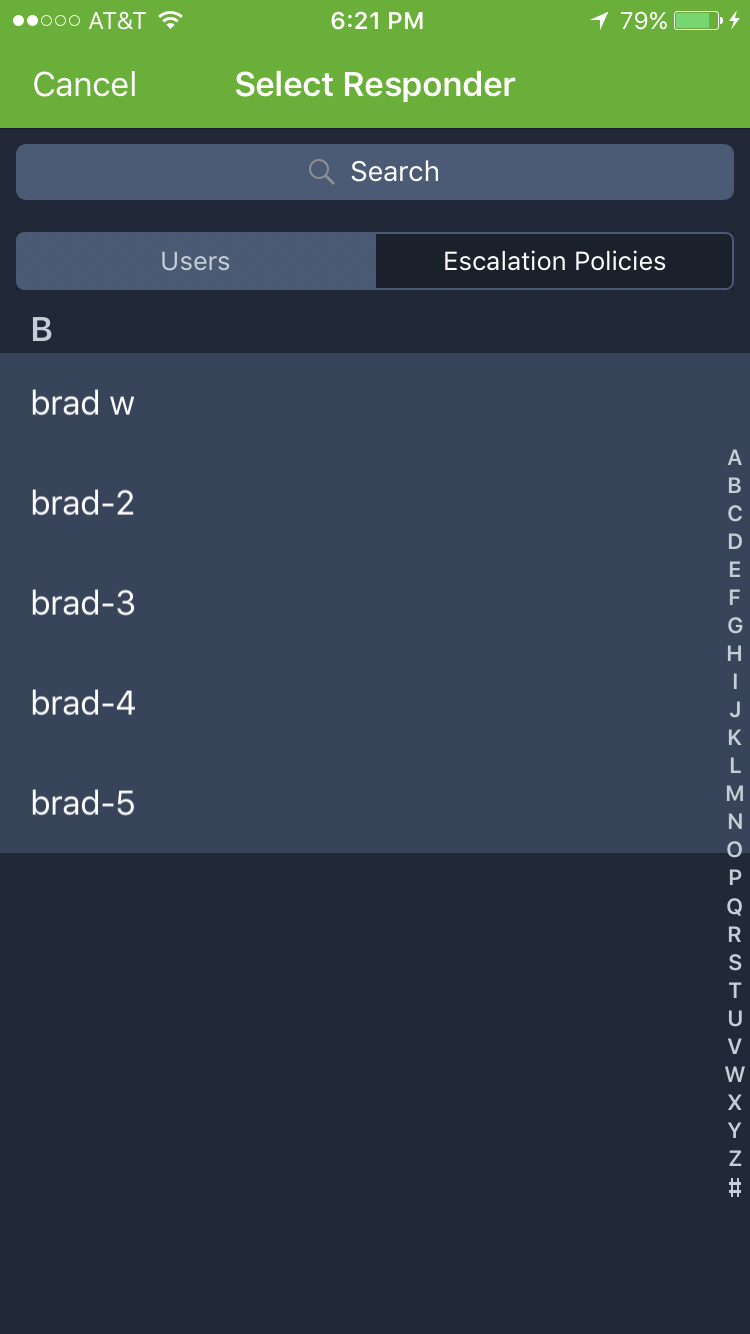 AT&T 6:21 PM 79%
Cancel Select Responder
Search
Users Escalation Policies
B
brad w
brad-2
brad-3
brad-4
brad-5
A
B
C
D
E
F
G
H
I
J
K
L
M
N
O
P
Q
R
S
T
U
V
W
X
Y
Z
#